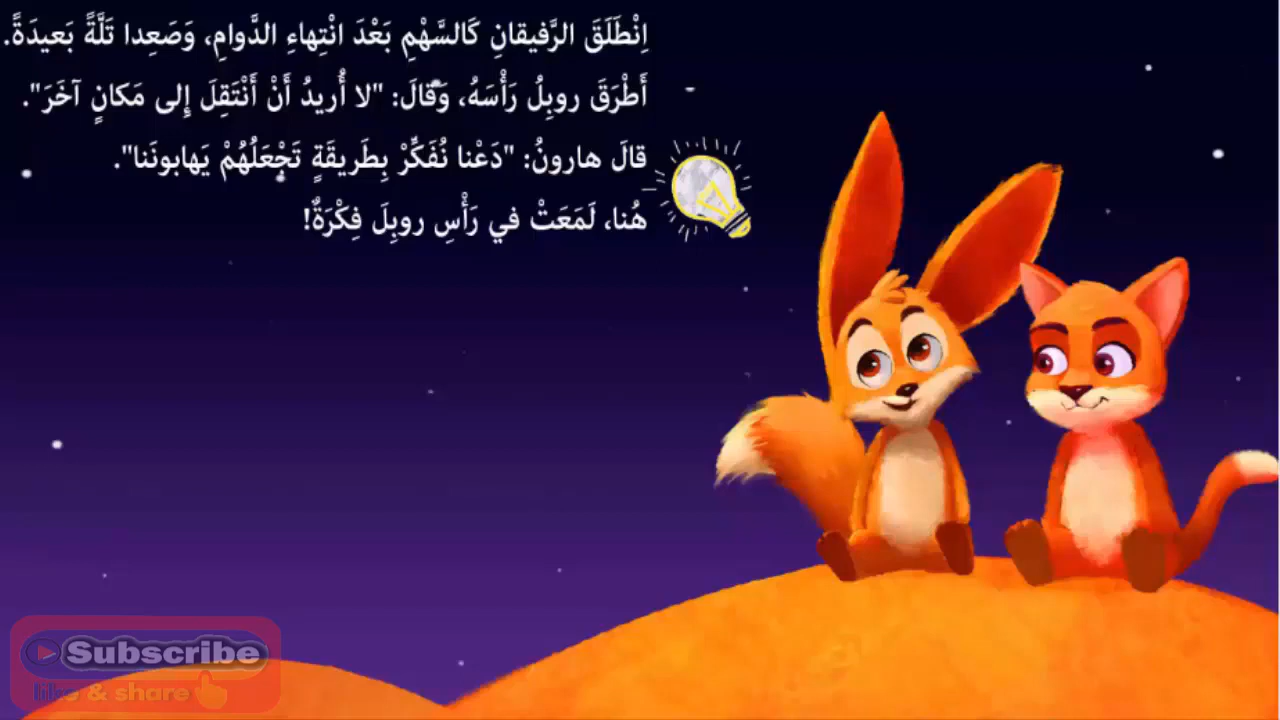 اِنْطَلَقَ الرَّفيقانِ كَالسَّهْمِ بَعْدَ انْتِهاءِ الدَّوامِ، وَصَعِدا تَلَّةً بَعيدَةً.
أَطْرَقَ روبِلُ رَأْسَهُ، وَقالَ: "لا أُريدُ أَنْ أَنْتَقِلَ إِلى مَكانٍ آخَرَ".
قالَ هارونُ: "دَعْنا نُفَكِّرْ بِطَريقَةٍ تَجْعَلُهُمْ يَهابونَنا".
هُنا، لَمَعَتْ في رَأْسِ روبِلَ فِكْرَةٌ!
Subscribe
like & share